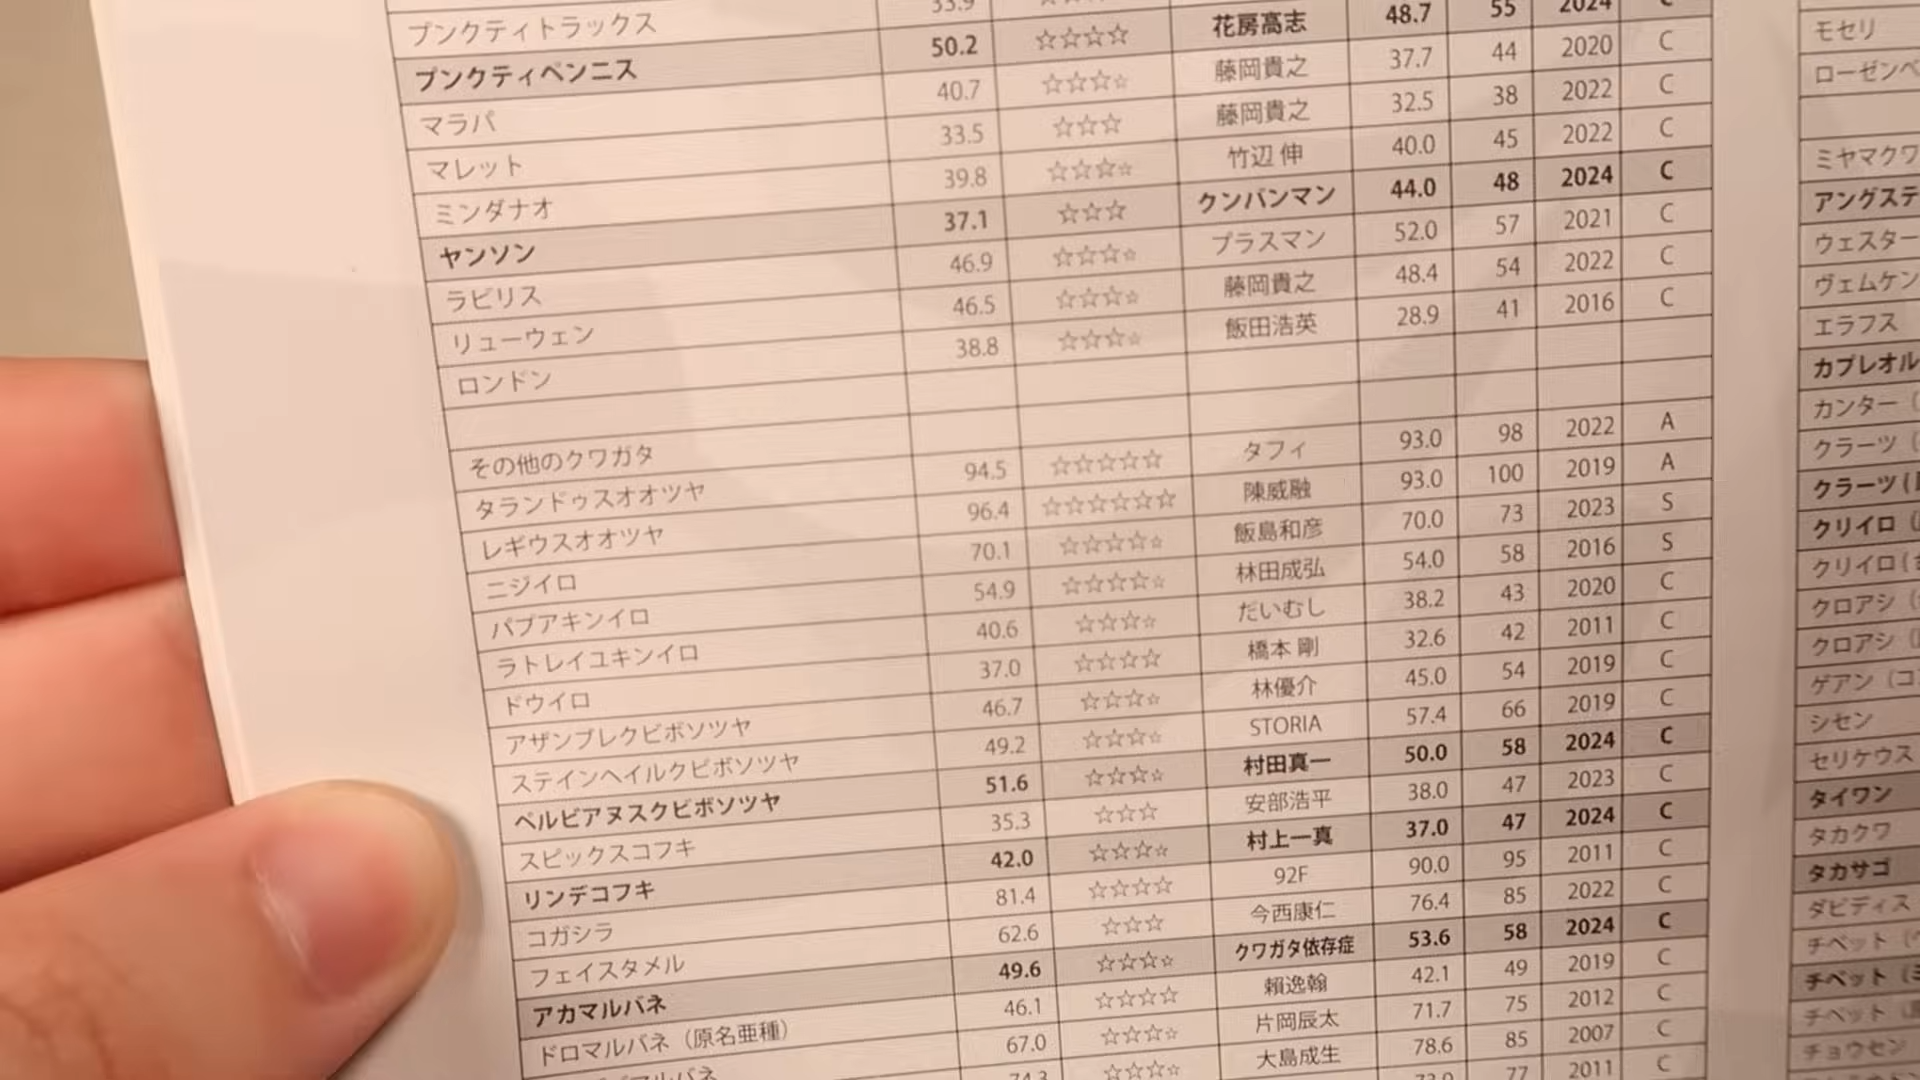 プンクティトラックス 33.9
プンクティペンニス 50.2 ☆☆☆☆ 花房髙志 48.7 55 2024 C
マラパ 40.7 ☆☆☆☆ 藤岡貴之 37.7 44 2020 C
マレット 33.5 ☆☆☆ 藤岡貴之 32.5 38 2022 C
ミンダナオ 39.8 ☆☆☆☆ 竹辺 伸 40.0 45 2022 C
ヤンソン 37.1 ☆☆☆ クンバンマン 44.0 48 2024 C
ラビリス 46.9 ☆☆☆☆ プラスマン 52.0 57 2021 C
リューウェン 46.5 ☆☆☆☆ 藤岡貴之 48.4 54 2022 C
ロンドン 38.8 ☆☆☆☆ 飯田浩英 28.9 41 2016 C
その他のクワガタ
タランドゥスオオツヤ 94.5 ☆☆☆☆☆ タフィ 93.0 98 2022 A
レギウスオオツヤ 96.4 ☆☆☆☆☆☆ 陳威融 93.0 100 2019 A
ニジイロ 70.1 ☆☆☆☆☆ 飯島和彦 70.0 73 2023 S
パプアキンイロ 54.9 ☆☆☆☆☆ 林田成弘 54.0 58 2016 S
ラトレイユキンイロ 40.6 ☆☆☆☆ だいむし 38.2 43 2020 C
ドウイロ 37.0 ☆☆☆☆ 橋本 剛 32.6 42 2011 C
アザンブレクビボソツヤ 46.7 ☆☆☆☆ 林優介 45.0 54 2019 C
ステインヘイルクビボソツヤ 49.2 ☆☆☆☆ STORIA 57.4 66 2019 C
ペルビアヌスクビボソツヤ 51.6 ☆☆☆☆ 村田真一 50.0 58 2024 C
スピックスコフキ 35.3 ☆☆☆ 安部浩平 38.0 47 2023 C
リンデコフキ 42.0 ☆☆☆☆ 村上一真 37.0 47 2024 C
コガシラ 81.4 ☆☆☆☆ 92F 90.0 95 2011 C
フェイスタメル 62.6 ☆☆☆ 今西康仁 76.4 85 2022 C
アカマルバネ 49.6 ☆☆☆☆ クワガタ依存症 53.6 58 2024 C
ドロマルバネ（原名亜種） 46.1 ☆☆☆☆ 賴逸翰 42.1 49 2019 C
マルバネ 67.0 ☆☆☆☆ 片岡辰太 71.7 75 2012 C
74.3 ☆☆☆☆ 大島成生 78.6 85 2007 C
77 2011 C
モセリ
ローゼンベ
ミヤマクワ
アングステ
ウェスター
ヴェムケン
エラフス
カプレオル
カンター（
クラーツ（
クラーツ（
クリイロ（
クリイロ（
クロアシ（
クロアシ（
ゲアン（コ
シセン
セリケウス
タイワン
タカクワ
タカサゴ
ダビディス
チベット（
チベット（
チベット（
チョウセン